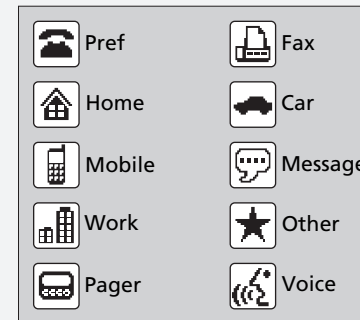 Pref
Home
Mobile
Work
Pager
Fax
Car
Message
Other
Voice